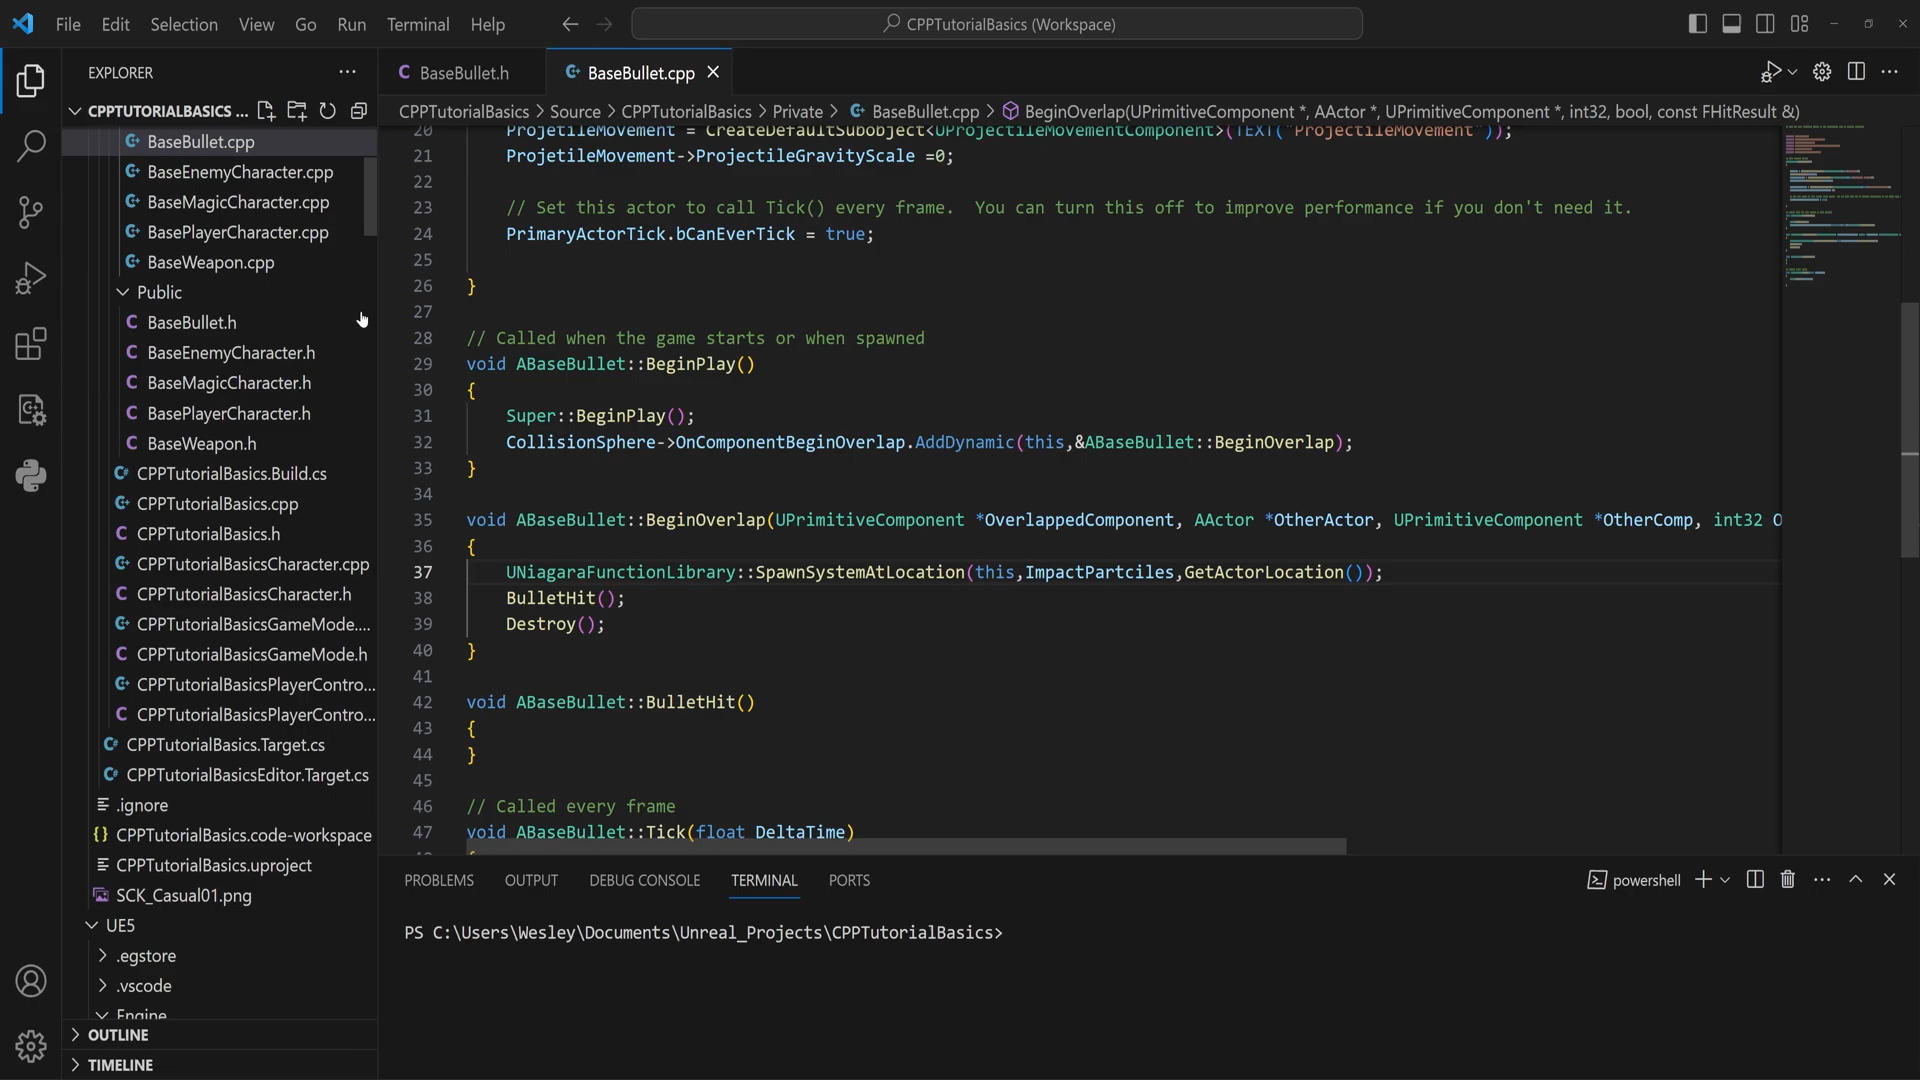 File Edit Selection View Go Run Terminal Help
CPPTutorialBasics (Workspace)
EXPLORER
CPPTUTORIALBASICS ...
BaseBullet.cpp
BaseEnemyCharacter.cpp
BaseMagicCharacter.cpp
BasePlayerCharacter.cpp
BaseWeapon.cpp
Public
BaseBullet.h
BaseEnemyCharacter.h
BaseMagicCharacter.h
BasePlayerCharacter.h
BaseWeapon.h
CPPTutorialBasics.Build.cs
CPPTutorialBasics.cpp
CPPTutorialBasics.h
CPPTutorialBasicsCharacter.cpp
CPPTutorialBasicsCharacter.h
CPPTutorialBasicsGameMode....
CPPTutorialBasicsGameMode.h
CPPTutorialBasicsPlayerContro...
CPPTutorialBasicsPlayerContro...
CPPTutorialBasics.Target.cs
CPPTutorialBasicsEditor.Target.cs
.ignore
CPPTutorialBasics.code-workspace
CPPTutorialBasics.uproject
SCK_Casual01.png
UE5
.egstore
.vscode
Engine
OUTLINE
TIMELINE
BaseBullet.h
BaseBullet.cpp
CPPTutorialBasics > Source > CPPTutorialBasics > Private > BaseBullet.cpp > BeginOverlap(UPrimitiveComponent *, AActor *, UPrimitiveComponent *, int32, bool, const FHitResult &)
20 ProjetileMovement = CreateDefaultSubobject<UProjectileMovementComponent>(TEXT("ProjectileMovement"));
21 ProjetileMovement->ProjectileGravityScale =0;
22
23 // Set this actor to call Tick() every frame.  You can turn this off to improve performance if you don't need it.
24 PrimaryActorTick.bCanEverTick = true;
25
26 }
27
28 // Called when the game starts or when spawned
29 void ABaseBullet::BeginPlay()
30 {
31 Super::BeginPlay();
32 CollisionSphere->OnComponentBeginOverlap.AddDynamic(this,&ABaseBullet::BeginOverlap);
33 }
34
35 void ABaseBullet::BeginOverlap(UPrimitiveComponent *OverlappedComponent, AActor *OtherActor, UPrimitiveComponent *OtherComp, int32 O
36 {
37 UNiagaraFunctionLibrary::SpawnSystemAtLocation(this,ImpactPartciles,GetActorLocation());
38 BulletHit();
39 Destroy();
40 }
41
42 void ABaseBullet::BulletHit()
43 {
44 }
45
46 // Called every frame
47 void ABaseBullet::Tick(float DeltaTime)
PROBLEMS OUTPUT DEBUG CONSOLE TERMINAL PORTS
powershell
PS C:\Users\Wesley\Documents\Unreal_Projects\CPPTutorialBasics>